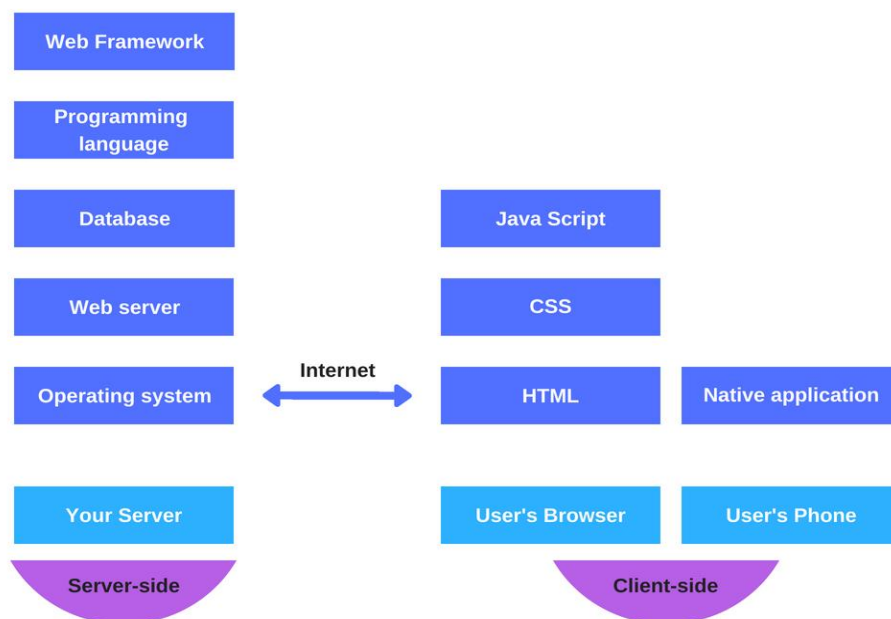 Web Framework
Programming
language
Database
Java Script
Web server
CSS
Internet
Operating system
HTML
Native application
Your Server
User's Browser
User's Phone
Server-side
Client-side